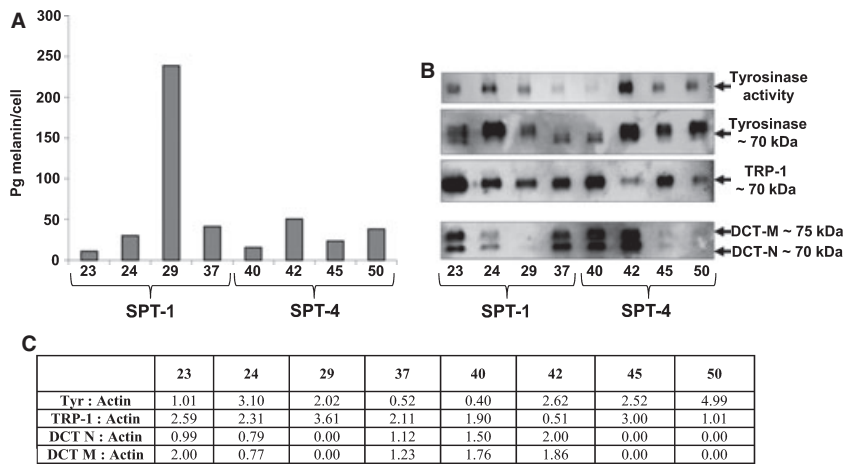 A
Pg melanin/cell
300
250
200
150
100
50
0
23 24 29 37 40 42 45 50
SPT-1 SPT-4
B
Tyrosinase
activity
Tyrosinase
~ 70 kDa
TRP-1
~ 70 kDa
DCT-M ~ 75 kDa
DCT-N ~ 70 kDa
23 24 29 37 40 42 45 50
SPT-1 SPT-4
C
23 24 29 37 40 42 45 50
Tyr : Actin 1.01 3.10 2.02 0.52 0.40 2.62 2.52 4.99
TRP-1 : Actin 2.59 2.31 3.61 2.11 1.90 0.51 3.00 1.01
DCT N : Actin 0.99 0.79 0.00 1.12 1.50 2.00 0.00 0.00
DCT M : Actin 2.00 0.77 0.00 1.23 1.76 1.86 0.00 0.00